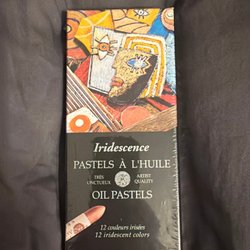 Iridescence
PASTELS À L'HUILE
TRÈS ONCTUEUX
ARTIST QUALITY
OIL PASTELS
12 couleurs irisées
12 iridescent colors